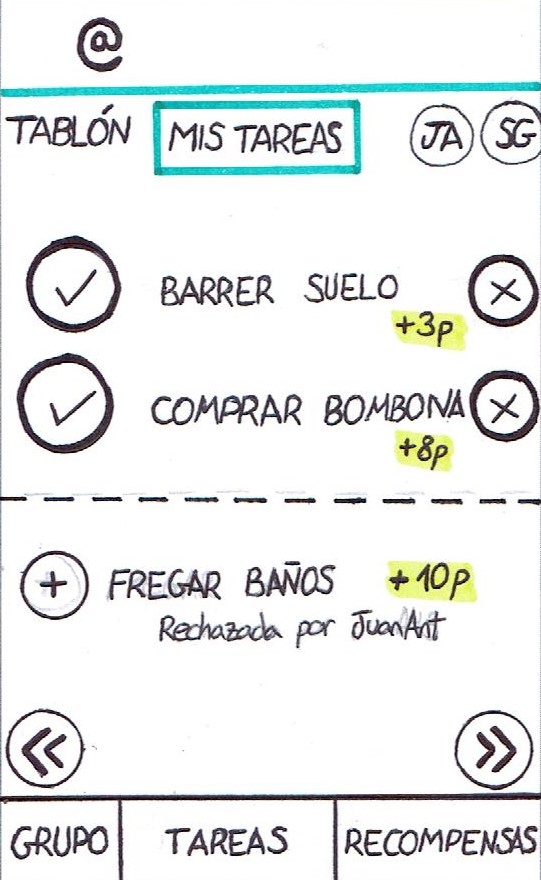 @
TABLÓN MIS TAREAS JA SG
BARRER SUELO
+3p
COMPRAR BOMBONA
+8p
+ FREGAR BAÑOS +10p
Rechazada por JuanAnt
GRUPO TAREAS RECOMPENSAS